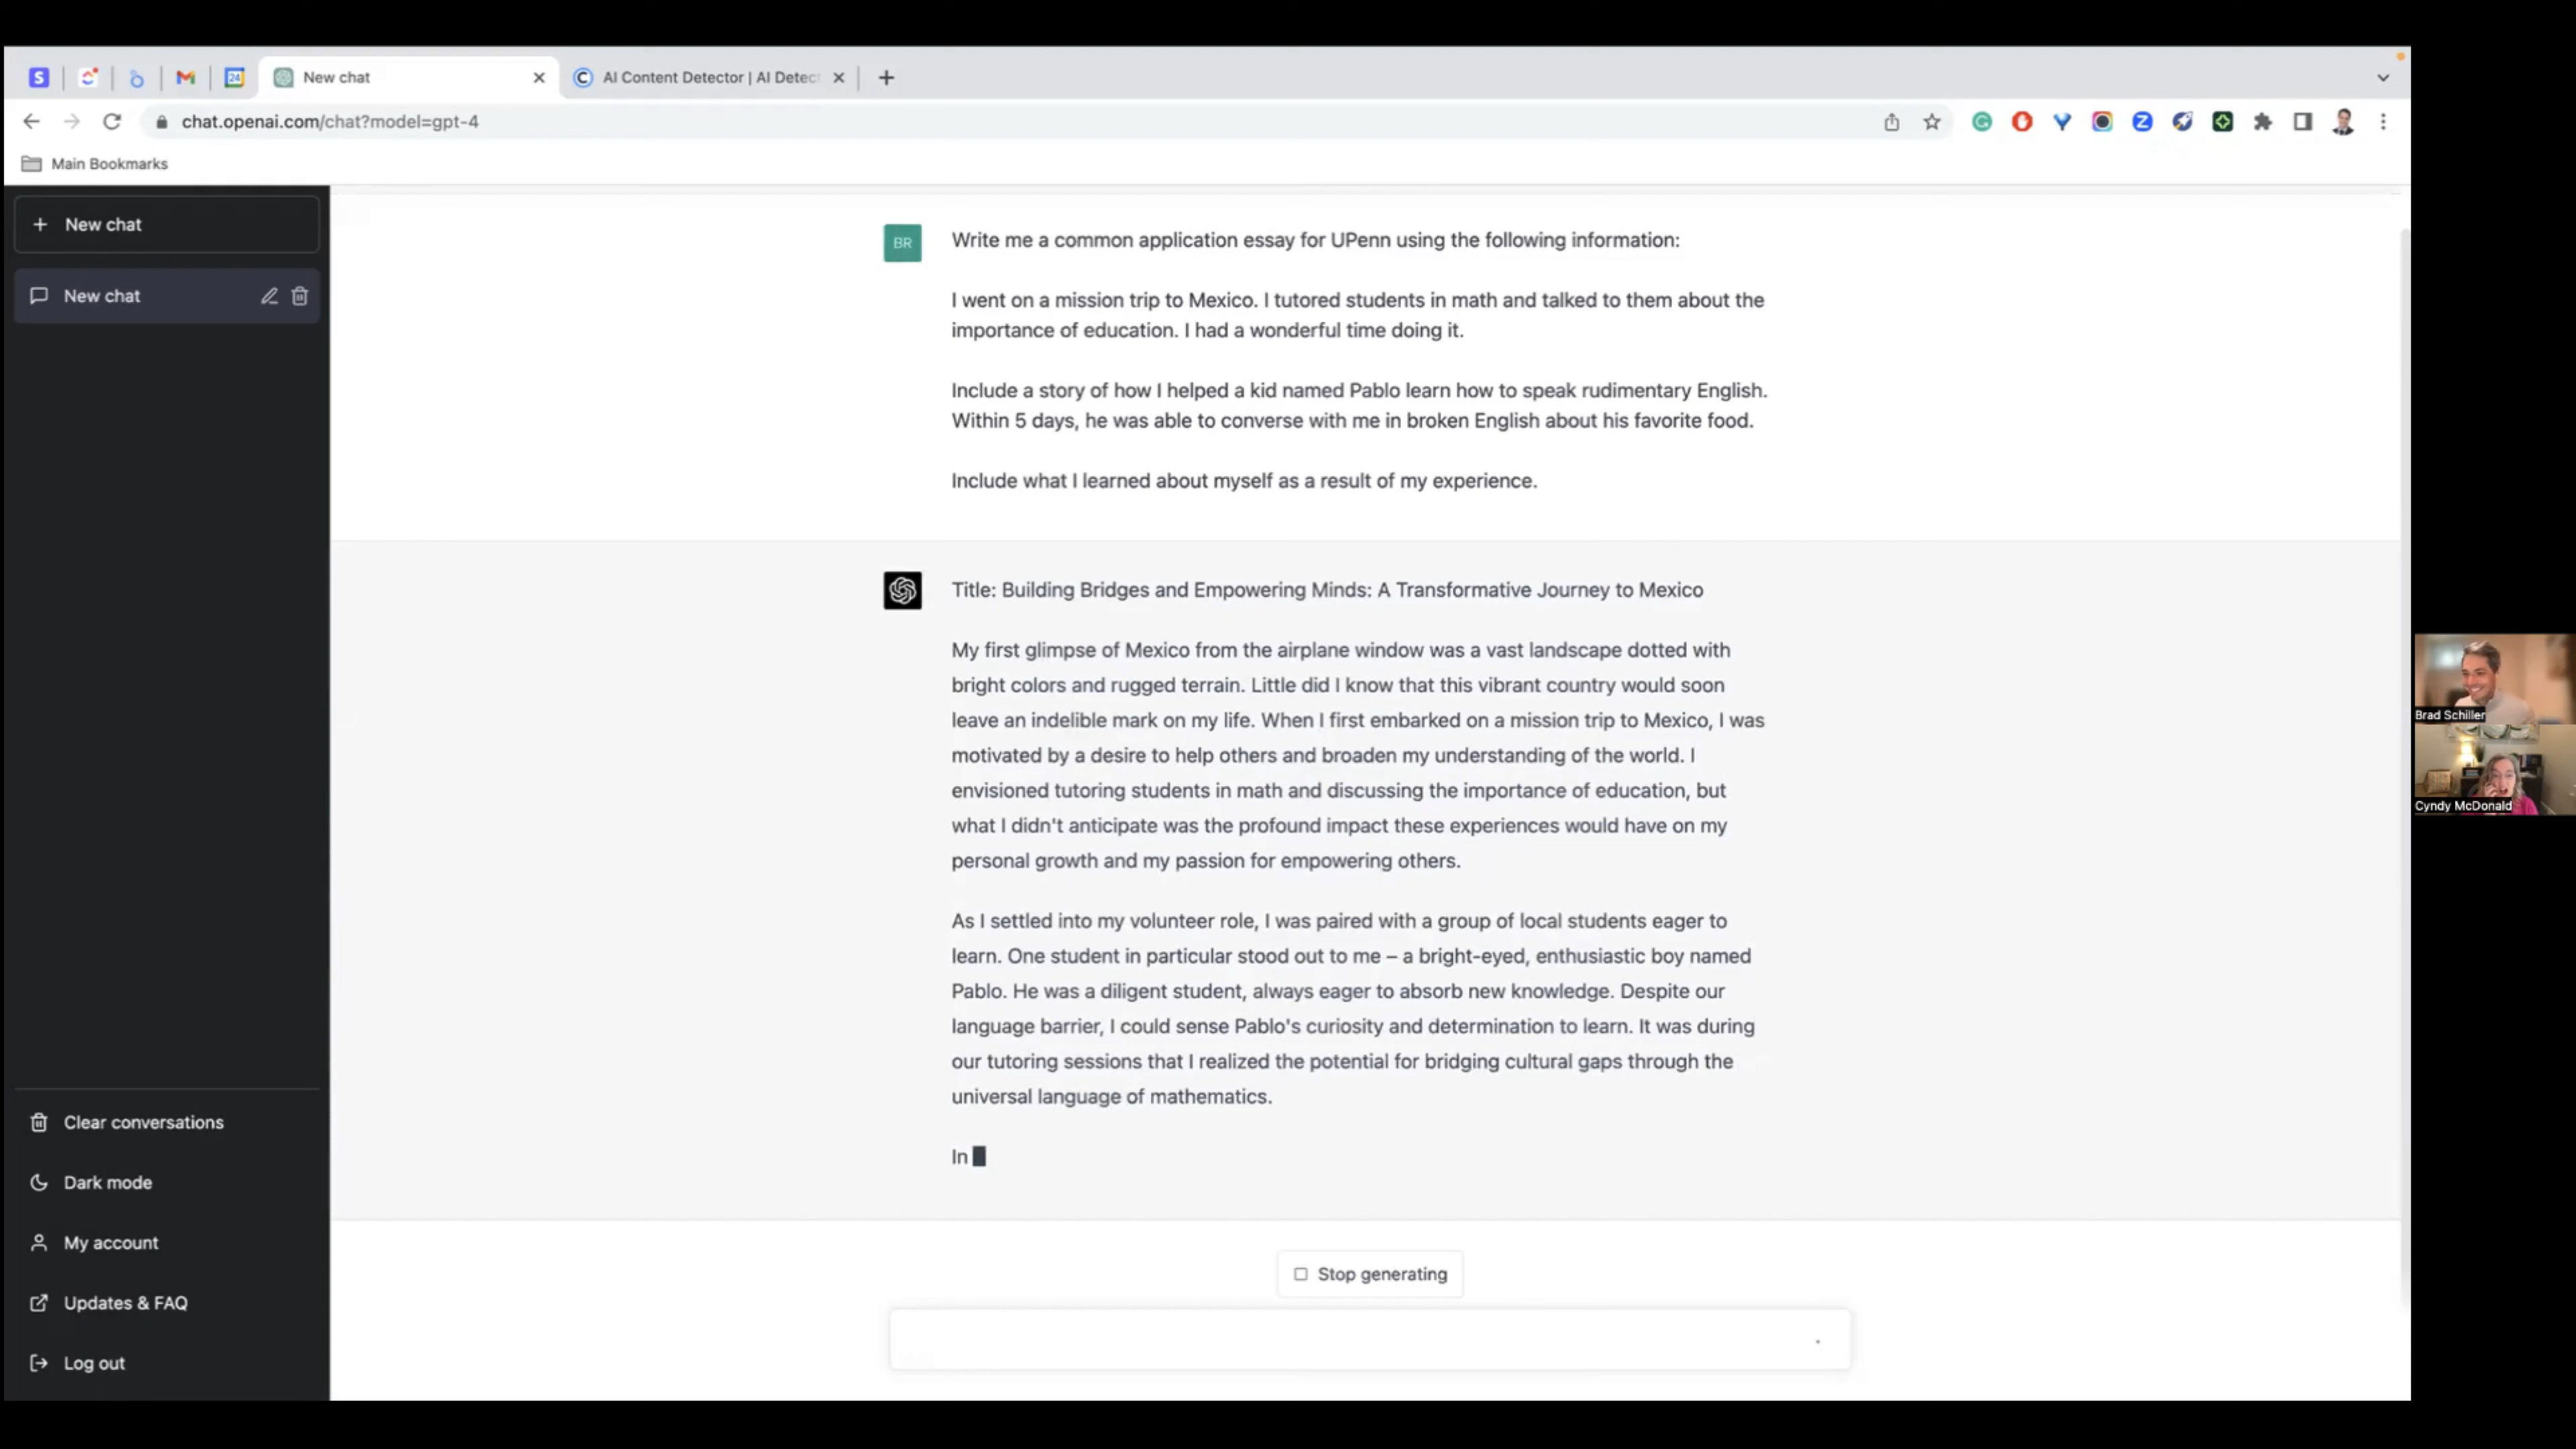 S
24
New chat
AI Content Detector | AI Detect
chat.openai.com/chat?model=gpt-4
Main Bookmarks
New chat
New chat
Clear conversations
Dark mode
My account
Updates & FAQ
Log out
BR
Write me a common application essay for UPenn using the following information:
I went on a mission trip to Mexico. I tutored students in math and talked to them about the
importance of education. I had a wonderful time doing it.
Include a story of how I helped a kid named Pablo learn how to speak rudimentary English.
Within 5 days, he was able to converse with me in broken English about his favorite food.
Include what I learned about myself as a result of my experience.
Title: Building Bridges and Empowering Minds: A Transformative Journey to Mexico
My first glimpse of Mexico from the airplane window was a vast landscape dotted with
bright colors and rugged terrain. Little did I know that this vibrant country would soon
leave an indelible mark on my life. When I first embarked on a mission trip to Mexico, I was
motivated by a desire to help others and broaden my understanding of the world. I
envisioned tutoring students in math and discussing the importance of education, but
what I didn't anticipate was the profound impact these experiences would have on my
personal growth and my passion for empowering others.
As I settled into my volunteer role, I was paired with a group of local students eager to
learn. One student in particular stood out to me – a bright-eyed, enthusiastic boy named
Pablo. He was a diligent student, always eager to absorb new knowledge. Despite our
language barrier, I could sense Pablo's curiosity and determination to learn. It was during
our tutoring sessions that I realized the potential for bridging cultural gaps through the
universal language of mathematics.
In
Stop generating
Brad Schiller
Cyndy McDonald